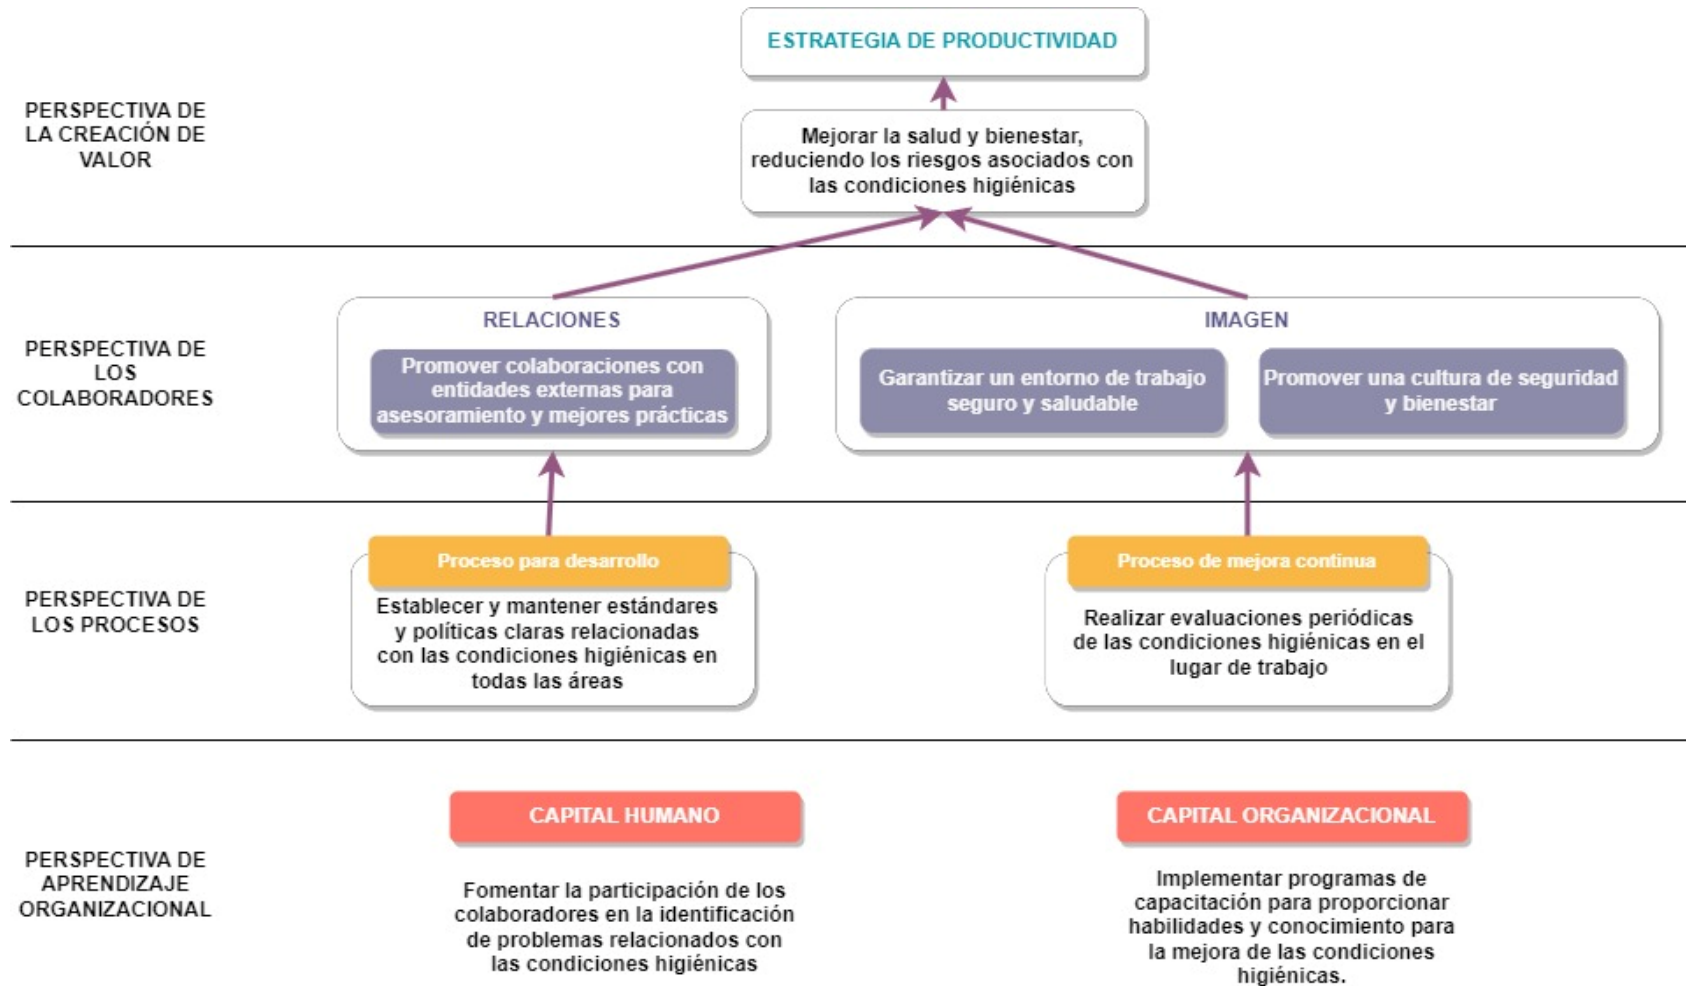 ESTRATEGIA DE PRODUCTIVIDAD
PERSPECTIVA DE
LA CREACIÓN DE
VALOR
Mejorar la salud y bienestar,
reduciendo los riesgos asociados con
las condiciones higiénicas
PERSPECTIVA DE
LOS
COLABORADORES
RELACIONES
Promover colaboraciones con
entidades externas para
asesoramiento y mejores prácticas
IMAGEN
Garantizar un entorno de trabajo
seguro y saludable
Promover una cultura de seguridad
y bienestar
PERSPECTIVA DE
LOS PROCESOS
Proceso para desarrollo
Establecer y mantener estándares
y políticas claras relacionadas
con las condiciones higiénicas en
todas las áreas
Proceso de mejora continua
Realizar evaluaciones periódicas
de las condiciones higiénicas en el
lugar de trabajo
PERSPECTIVA DE
APRENDIZAJE
ORGANIZACIONAL
CAPITAL HUMANO
Fomentar la participación de los
colaboradores en la identificación
de problemas relacionados con
las condiciones higiénicas
CAPITAL ORGANIZACIONAL
Implementar programas de
capacitación para proporcionar
habilidades y conocimiento para
la mejora de las condiciones
higiénicas.